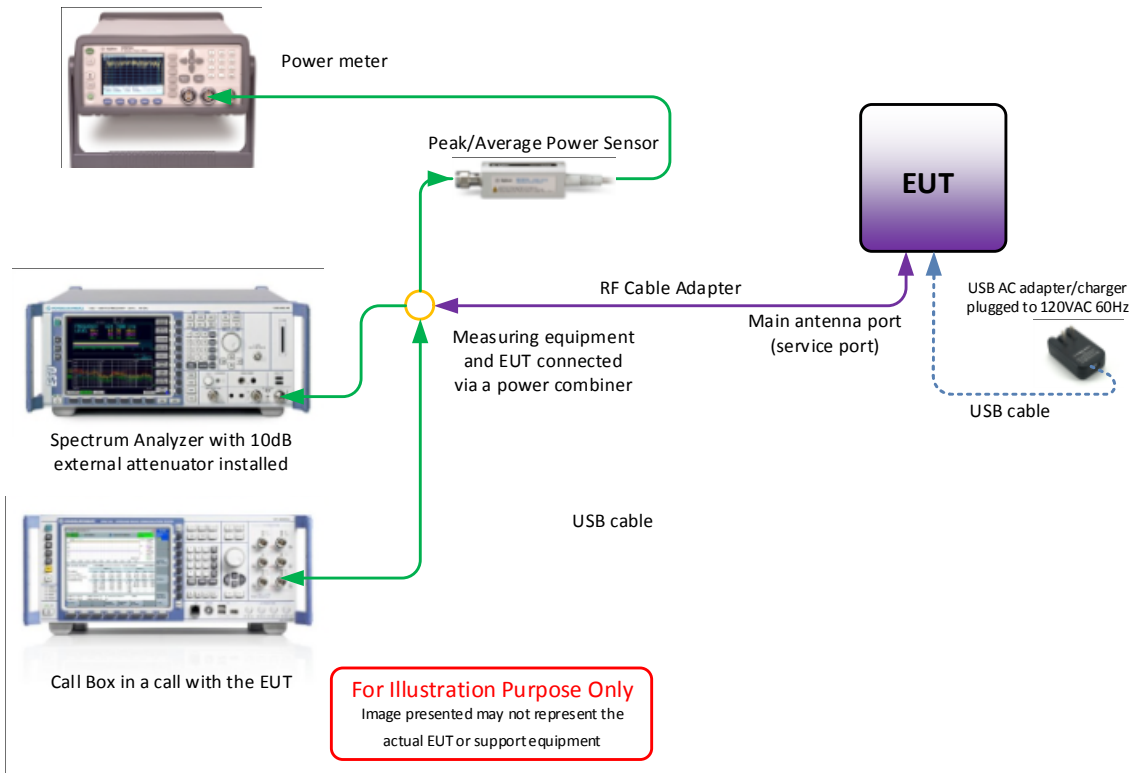 Power meter
Peak/Average Power Sensor
EUT
RF Cable Adapter
USB AC adapter/charger
plugged to 120VAC 60Hz
Main antenna port
(service port)
Measuring equipment
and EUT connected
via a power combiner
USB cable
Spectrum Analyzer with 10dB
external attenuator installed
USB cable
Call Box in a call with the EUT
For Illustration Purpose Only
Image presented may not represent the
actual EUT or support equipment